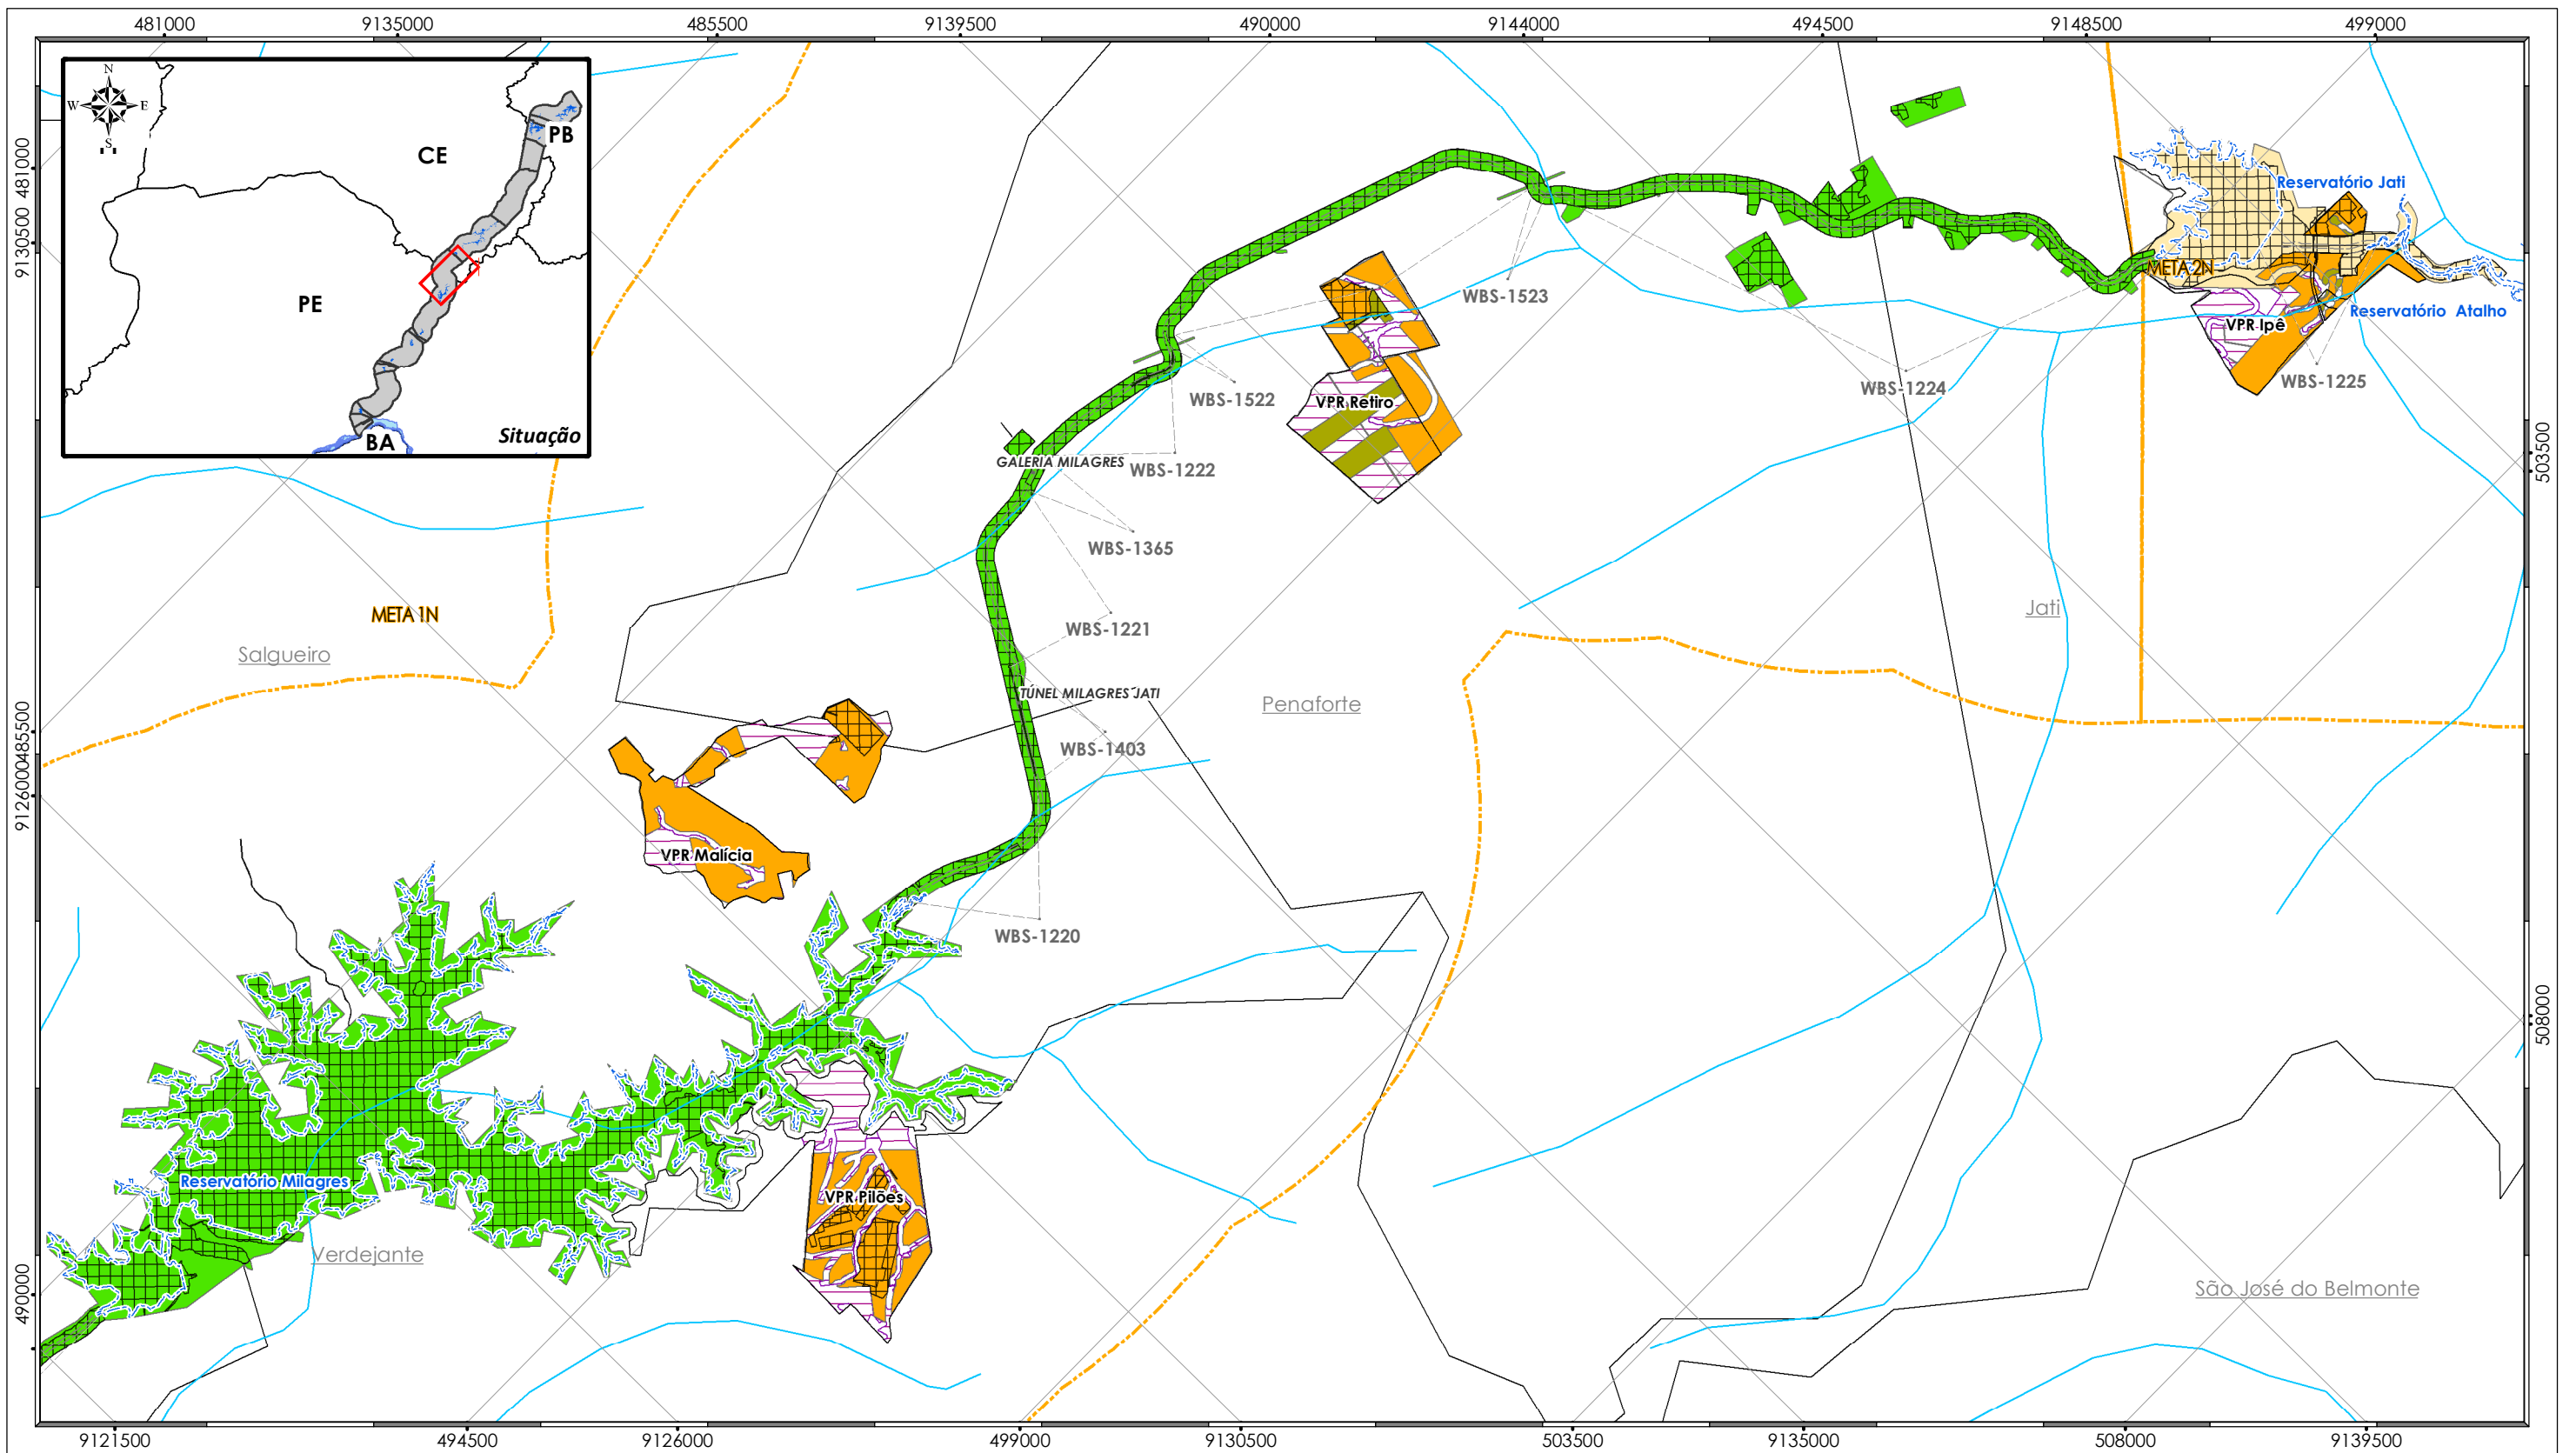 481000 9135000 485500 9139500 490000 9144000 494500 9148500 499000
N
W E
S
CE
PB
PE
BA
Situação
481000
9130500
485500
9126000
490000
503500
508000
Reservatório Jati
META 2N
Reservatório Atalho
VPR Ipê
WBS-1225
WBS-1523
WBS-1224
WBS-1522
VPR Retiro
GALERIA MILAGRES
WBS-1222
WBS-1365
WBS-1221
META 1N
Salgueiro
Jati
TÚNEL MILAGRES JATI
Penaforte
WBS-1403
VPR Malícia
WBS-1220
Reservatório Milagres
VPR Pilões
Verdejante
São José do Belmonte
9121500 494500 9126000 499000 9130500 503500 9135000 508000 9139500